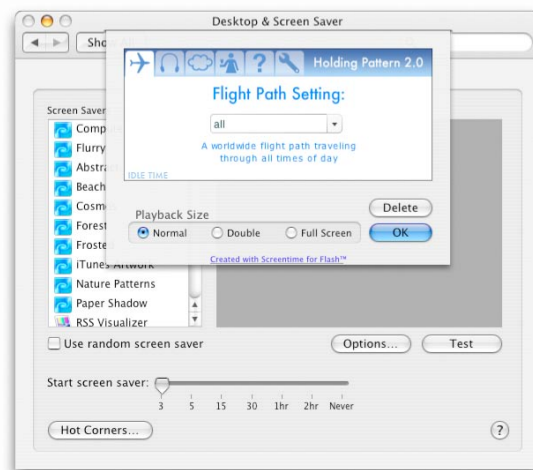 Desktop & Screen Saver
Sho
Holding Pattern 2.0
Flight Path Setting:
all
A worldwide flight path traveling
through all times of day
IDLE TIME
Delete
Playback Size
Normal
Double
Full Screen
OK
Created with Screentime for Flash™
Screen Saver
Comp
Flurry
Abstra
Beach
Cosmo
Forest
Frosted
iTunes Artwork
Nature Patterns
Paper Shadow
RSS Visualizer
Use random screen saver
Options...
Test
Start screen saver:
3 5 15 30 1hr 2hr Never
Hot Corners...
?